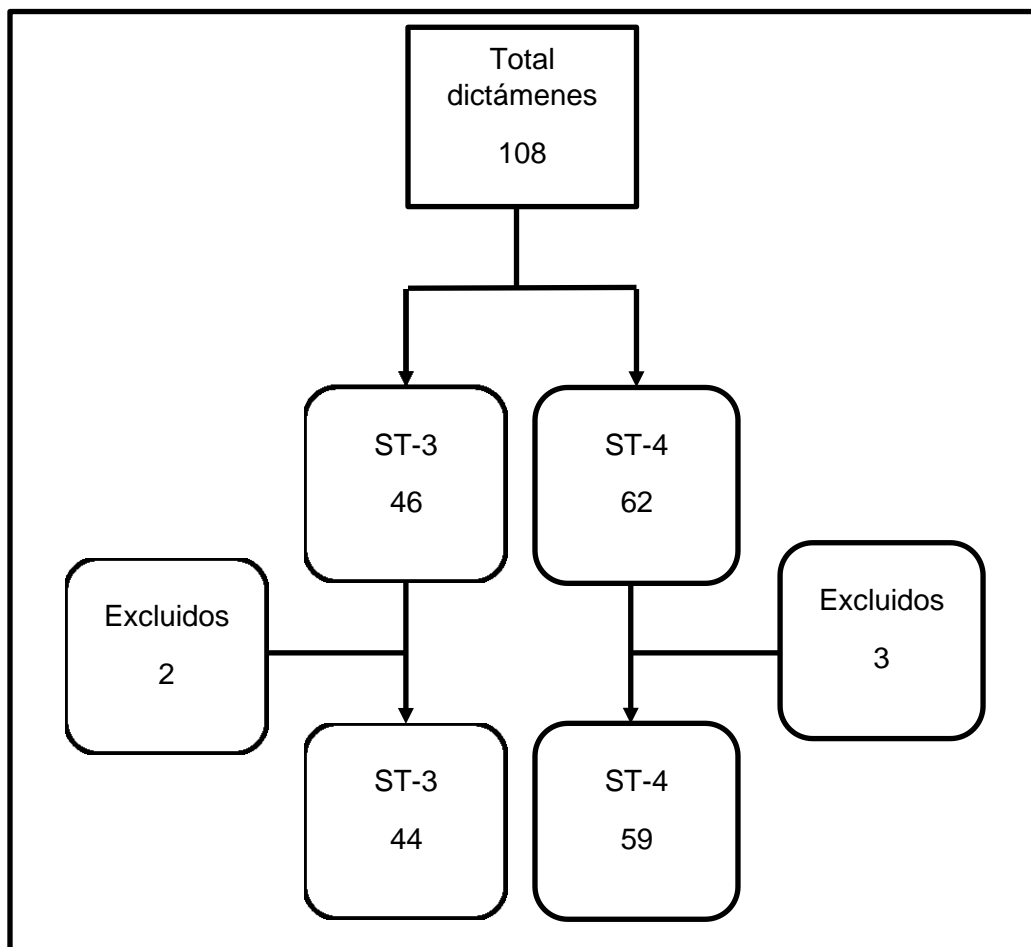 Total
dictámenes
108
ST-3
46
ST-4
62
Excluidos
2
Excluidos
3
ST-3
44
ST-4
59